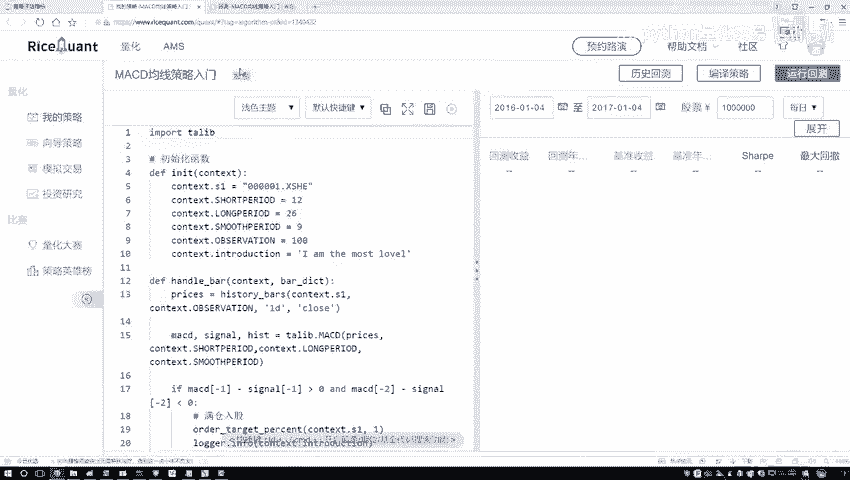 https://www.ricequant.com/quant/
RiceQuant
量化
AMS
预约路演
帮助文档
社区
MACD均线策略入门
历史回测
编译策略
运行回测
量化
我的策略
向导策略
模拟交易
投资研究
比赛
量化大赛
策略英雄榜
浅色主题
默认快捷键
2016-01-04
至
2017-01-04
股票 ¥
1000000
每日
展开
回测收益
回测年...
基准收益
基准年...
Sharpe
最大回撤
-- -- -- -- -- --
1 import talib
2
3 # 初始化函数
4 def init(context):
5 context.s1 = "000001.XSHE"
6 context.SHORTPERIOD = 12
7 context.LONGPERIOD = 26
8 context.SMOOTHPERIOD = 9
9 context.OBSERVATION = 100
10 context.introduction = 'I am the most lovel'
11
12 def handle_bar(context, bar_dict):
13 prices = history_bars(context.s1,
context.OBSERVATION, '1d', 'close')
14
15 macd, signal, hist = talib.MACD(prices,
context.SHORTPERIOD,context.LONGPERIOD,
context.SMOOTHPERIOD)
16
17 if macd[-1] - signal[-1] > 0 and macd[-2] - signal
[-2] < 0:
18 # 满仓入股
19 order_target_percent(context.s1, 1)
20 logger.info(context.introduction)